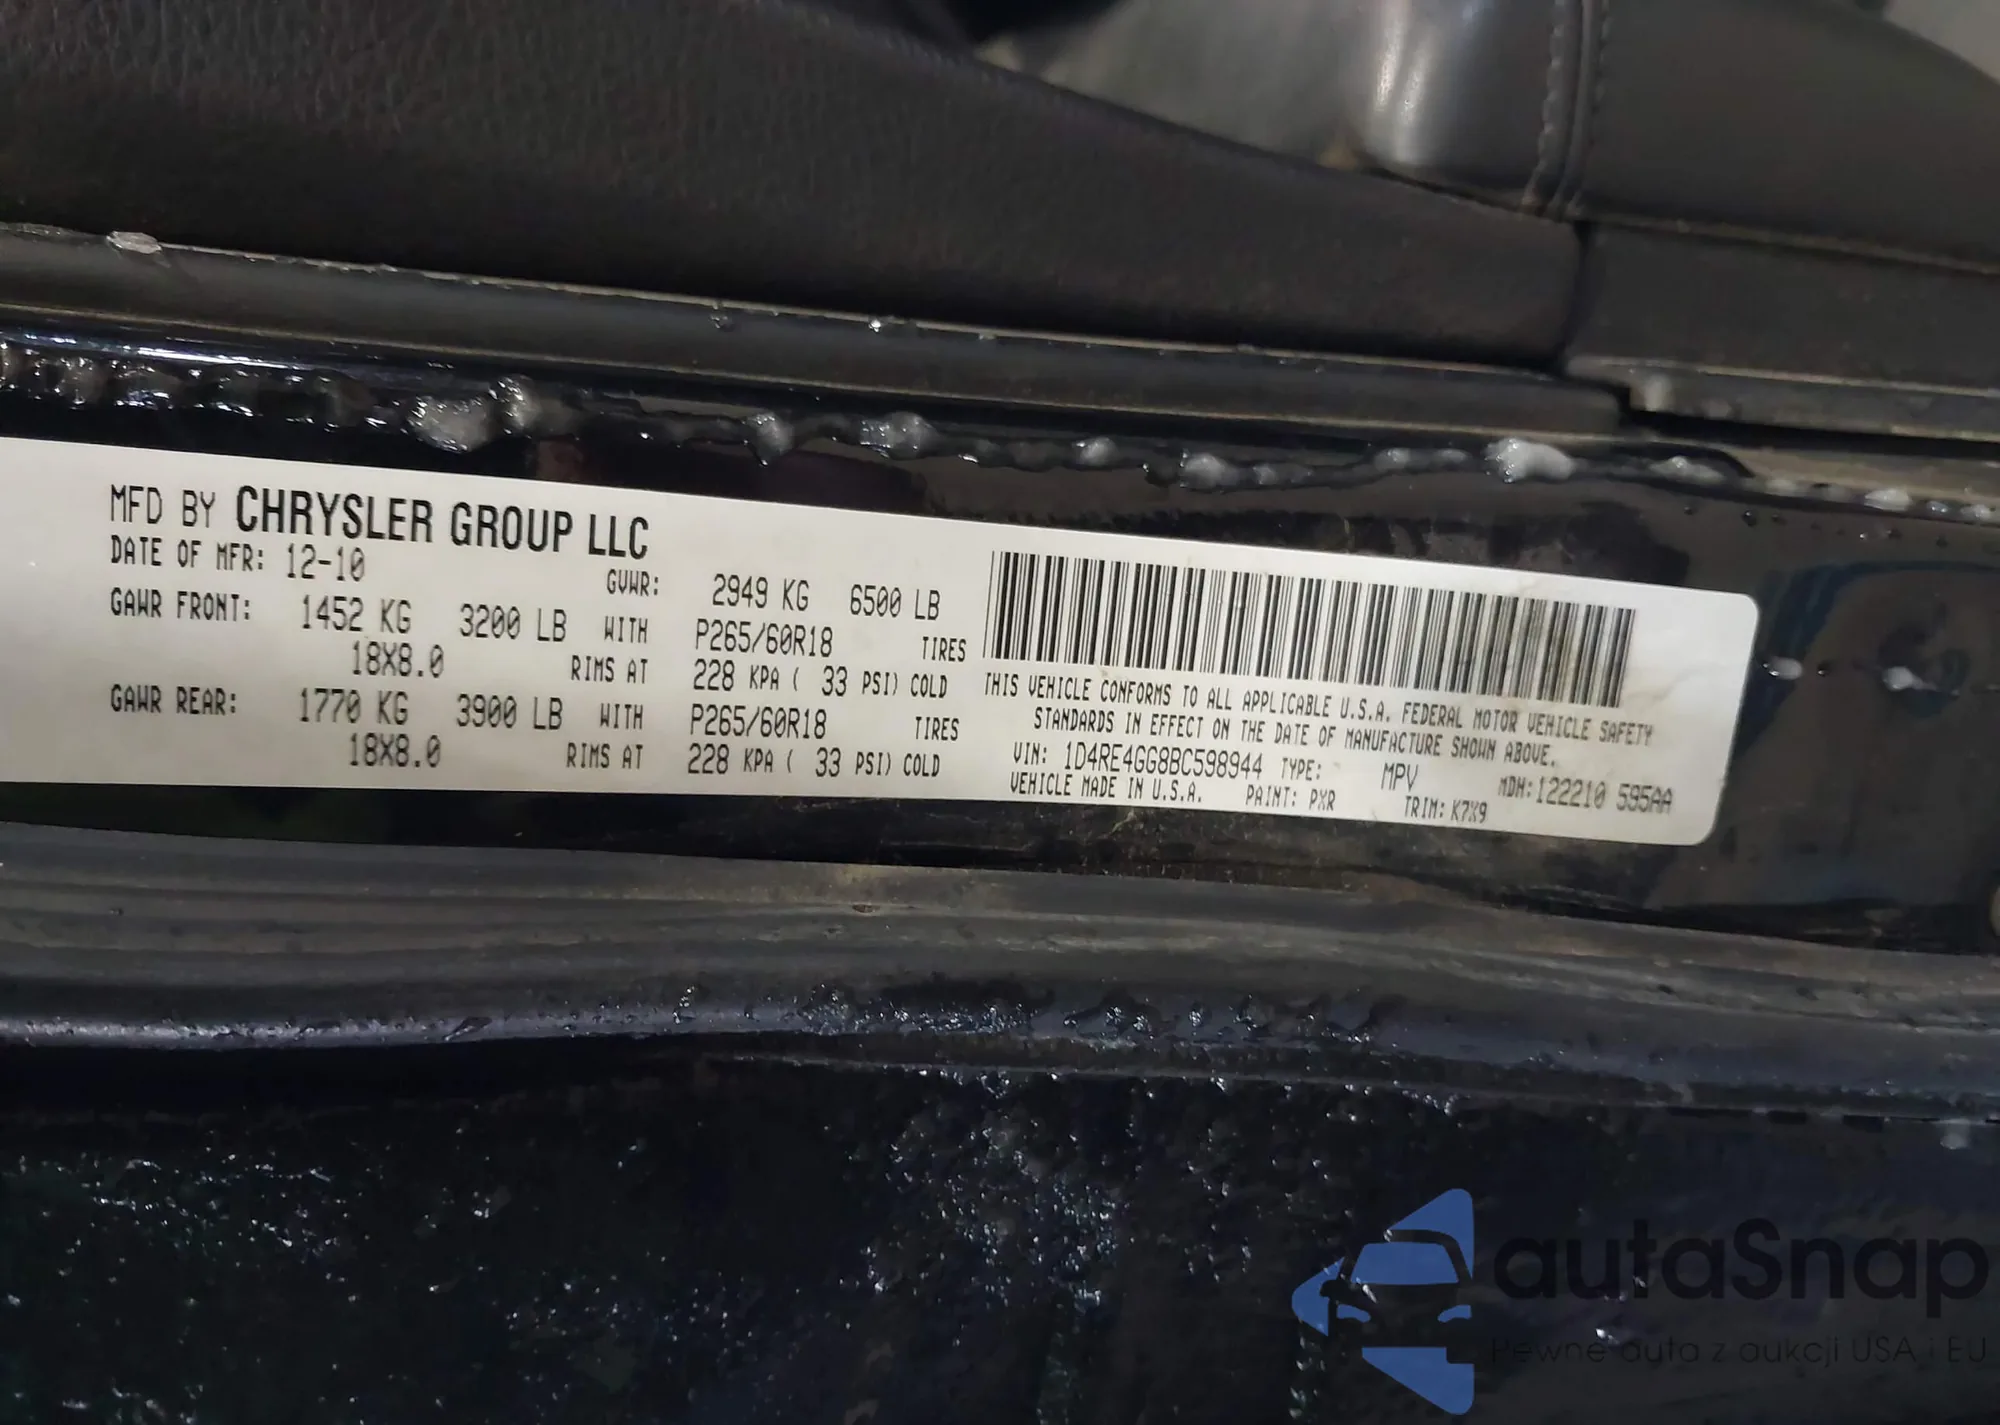 MFD BY CHRYSLER GROUP LLC
DATE OF MFR: 12-10 GVWR: 2949 KG 6500 LB
GAWR FRONT: 1452 KG 3200 LB WITH P265/60R18 TIRES
18X8.0 RIMS AT 228 KPA ( 33 PSI) COLD
GAWR REAR: 1770 KG 3900 LB WITH P265/60R18 TIRES
18X8.0 RIMS AT 228 KPA ( 33 PSI) COLD
THIS VEHICLE CONFORMS TO ALL APPLICABLE U.S.A. FEDERAL MOTOR VEHICLE SAFETY
STANDARDS IN EFFECT ON THE DATE OF MANUFACTURE SHOWN ABOVE.
VIN: 1D4RE4GG8BC598944 TYPE: MPV MDH:122210 595AA
VEHICLE MADE IN U.S.A. PAINT: PXR TRIM: K7X9
autaSnap
Pewne auta z aukcji USA i EU